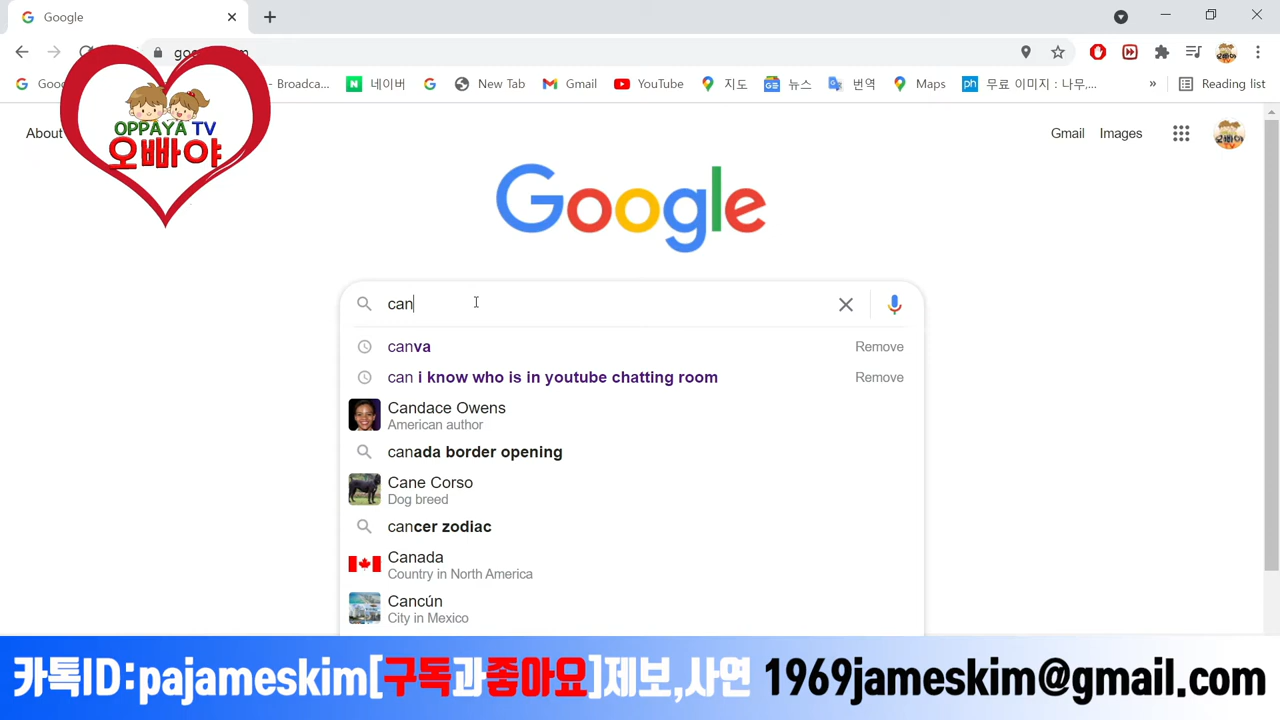 Google
Goog
Broadca...
네이버
New Tab
Gmail
YouTube
지도
뉴스
번역
Maps
무료 이미지 : 나무,...
»
Reading list
OPPAYA TV
오빠야
About
Gmail
Images
오빠야
Google
can
canva
Remove
can i know who is in youtube chatting room
Remove
Candace Owens
American author
canada border opening
Cane Corso
Dog breed
cancer zodiac
Canada
Country in North America
Cancún
City in Mexico
카톡ID:pajameskim[구독과좋아요]제보,사연 1969jameskim@gmail.com